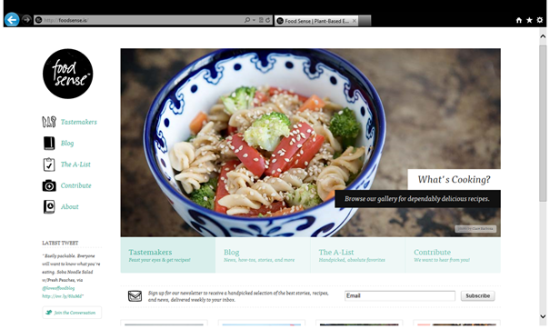 http://foodsense.is
Food Sense | Plant-Based E...
food
sense
Tastemakers
Blog
The A-List
Contribute
About
What's Cooking?
Browse our gallery for dependably delicious recipes.
Tastemakers
Feast your eyes & get recipes!
Blog
News, how tos, stories, and more
The A-List
Handpicked, absolute favorites
Contribute
We want to hear from you!
LATEST TWEET
"Easily packable. Everyone
will want to know what you're
eating. Soba Noodle Salad
w/Fresh Peaches, via
Join the Conversation
Sign up for our newsletter to receive a handpicked selection of the best stories, recipes,
and news, delivered weekly to your inbox.
Email
Subscribe